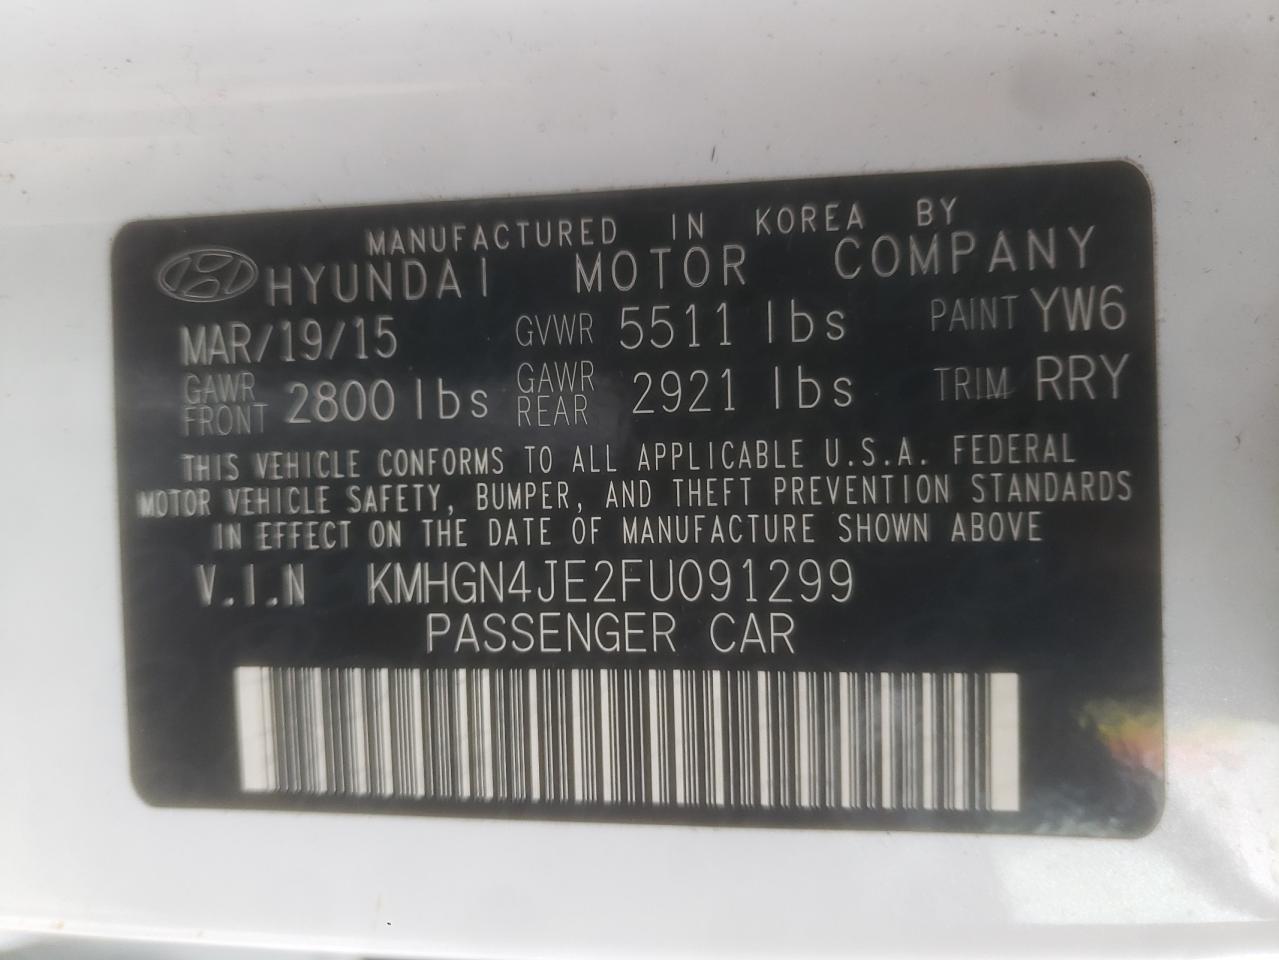 MANUFACTURED IN KOREA BY
HYUNDAI MOTOR COMPANY
MAR/19/15 GVWR 5511 lbs PAINT YW6
GAWR FRONT 2800 lbs GAWR REAR 2921 lbs TRIM RRY
THIS VEHICLE CONFORMS TO ALL APPLICABLE U.S.A. FEDERAL
MOTOR VEHICLE SAFETY, BUMPER, AND THEFT PREVENTION STANDARDS
IN EFFECT ON THE DATE OF MANUFACTURE SHOWN ABOVE
V.I.N KMHGN4JE2FU091299
PASSENGER CAR